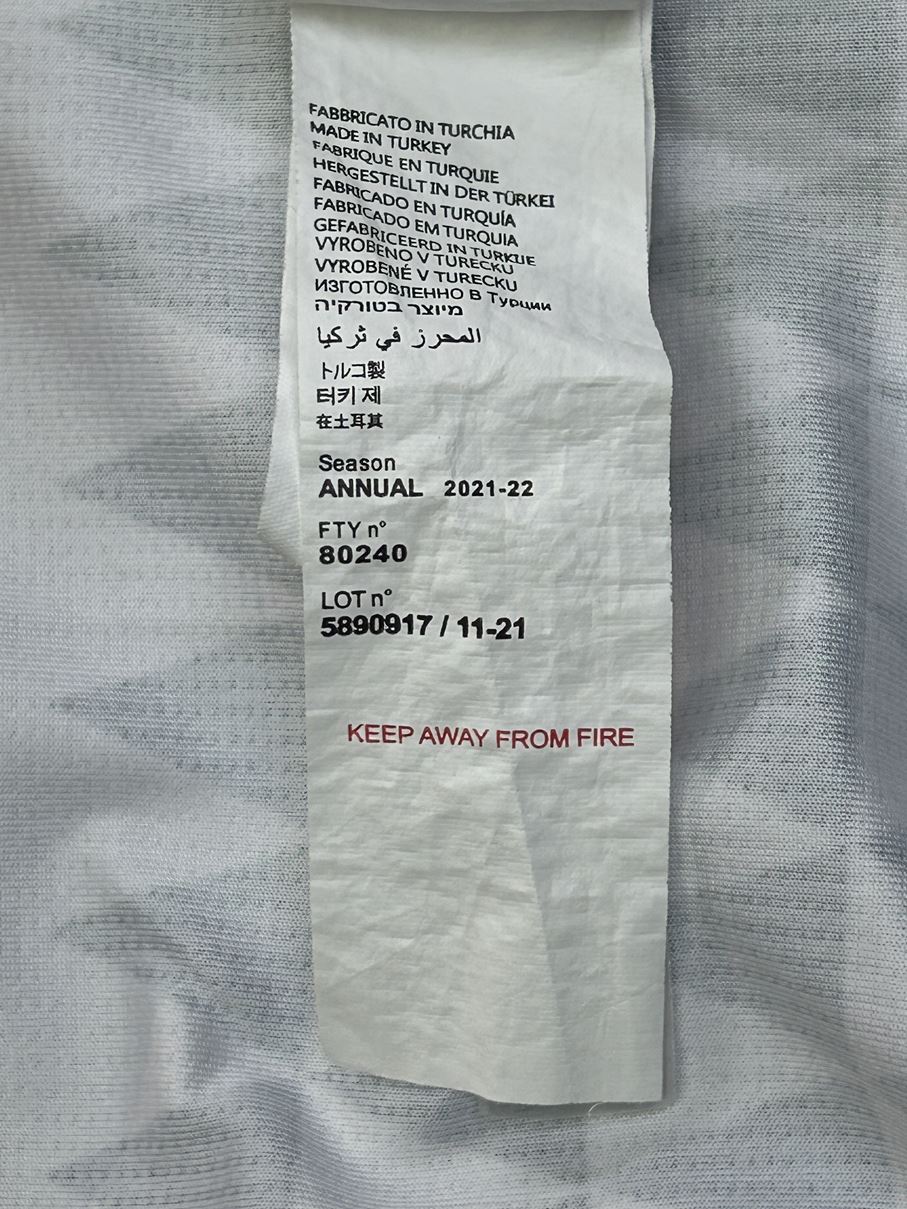 FABBRICATO IN TURCHIA
MADE IN TURKEY
FABRIQUE EN TURQUIE
HERGESTELLT IN DER TÜRKEI
FABRICADO EN TURQUÍA
FABRICADO EM TURQUIA
GEFABRICEERD IN TURKIJE
VYROBENO V TURECKU
VYROBENÉ V TURECKU
ИЗГОТОВЛЕННО В Турции
מיוצר בטורקיה
المحرز في تركيا
トルコ製
터키 제
在土耳其
Season
ANNUAL 2021-22
FTY n°
80240
LOT n°
5890917 / 11-21
KEEP AWAY FROM FIRE